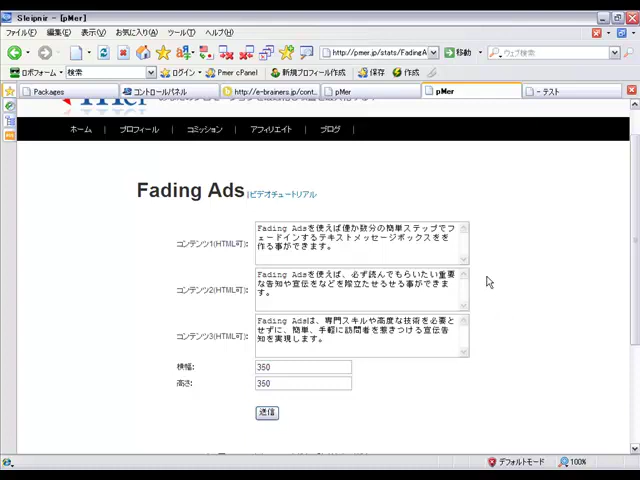 Sleipnir - [pMer]
ファイル(F) 編集(E) 表示(V) お気に入り(A) ツール(T) ヘルプ(H)
http://pmer.jp/stats/FadingA 移動 ウェブ検索
ロボフォーム 検索 ログイン Pmer cPanel 新規プロフィール作成 保存 作成
Packages コントロールパネル http://e-brainers.jp/cont... pMer pMer - テスト
ホーム | プロフィール | コミッション | アフィリエイト | ブログ |
Fading Ads |ビデオチュートリアル
コンテンツ1(HTML可):
Fading Adsを使えば僅か数分の簡単ステップでフ
ェードインするテキストメッセージボックスをを
作る事ができます。
コンテンツ2(HTML可):
Fading Adsを使えば、必ず読んでもらいたい重要
な告知や宣伝をなどを際立たせるせる事ができま
す。
コンテンツ3(HTML可):
Fading Adsは、専門スキルや高度な技術を必要と
せずに、簡単、手軽に訪問者を惹きつける宣伝告
知を実現します。
横幅: 350
高さ: 350
送信
デフォルトモード 100%